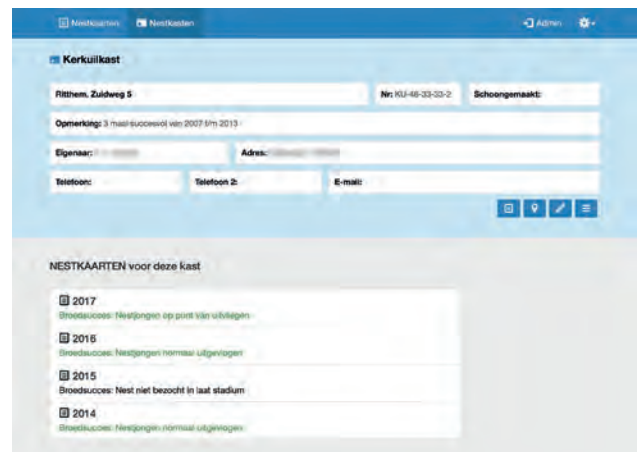 Nestkaarten Nestkasten Admin
Kerkuilkast
Ritthem, Zuidweg 5 Nr: KU-48-33-33-2 Schoongemaakt:
Opmerking: 3 maal succesvol van 2007 t/m 2013
Eigenaar: Adres:
Telefoon: Telefoon 2: E-mail:
NESTKAARTEN voor deze kast
2017
Broedsucces: Nestjongen op punt van uitvliegen
2016
Broedsucces: Nestjongen normaal uitgevlogen
2015
Broedsucces: Nest niet bezocht in laat stadium
2014
Broedsucces: Nestjongen normaal uitgevlogen